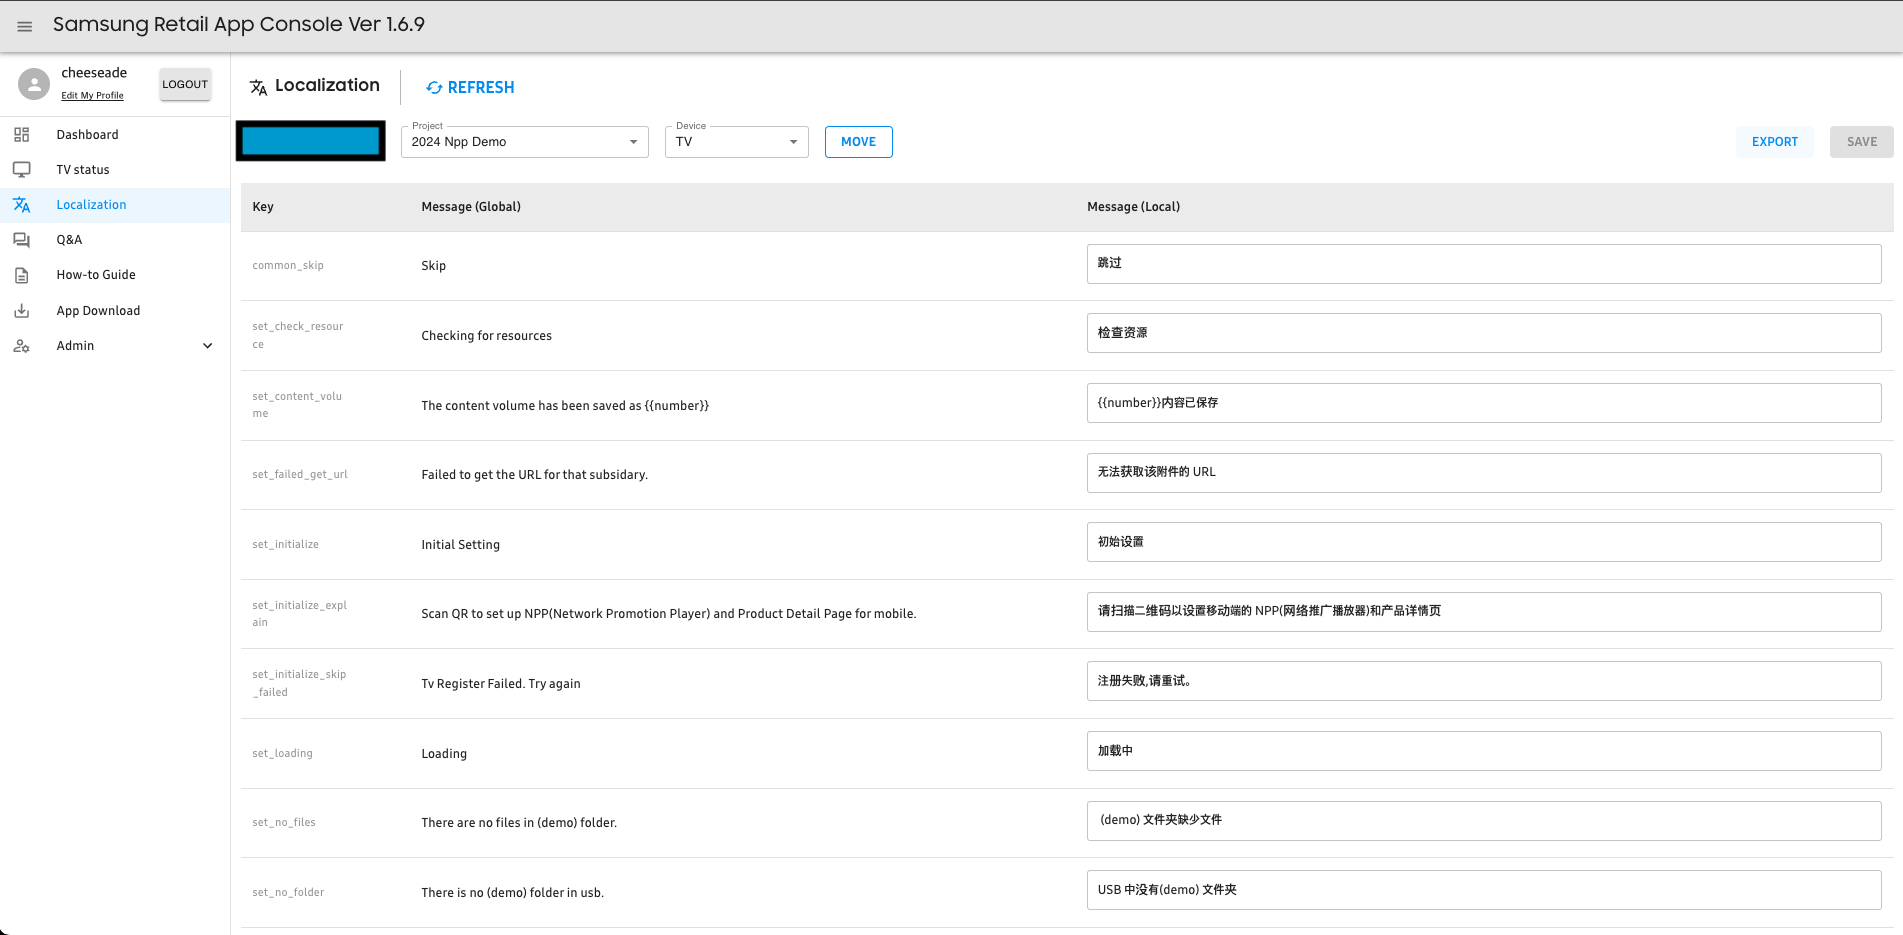 Samsung Retail App Console Ver 1.6.9
cheeseade
Edit My Profile
LOGOUT
Dashboard
TV status
Localization
Q&A
How-to Guide
App Download
Admin
Localization
REFRESH
Project
2024 Npp Demo
Device
TV
MOVE
EXPORT
SAVE
Key Message (Global) Message (Local)
common_skip
Skip
跳过
set_check_resour
ce
Checking for resources
检查资源
set_content_volu
me
The content volume has been saved as {{number}}
{{number}}内容已保存
set_failed_get_url
Failed to get the URL for that subsidary.
无法获取该附件的 URL
set_initialize
Initial Setting
初始设置
set_initialize_expl
ain
Scan QR to set up NPP(Network Promotion Player) and Product Detail Page for mobile.
请扫描二维码以设置移动端的 NPP(网络推广播放器)和产品详情页
set_initialize_skip
_failed
Tv Register Failed. Try again
注册失败,请重试。
set_loading
Loading
加载中
set_no_files
There are no files in (demo) folder.
(demo) 文件夹缺少文件
set_no_folder
There is no (demo) folder in usb.
USB 中没有(demo) 文件夹